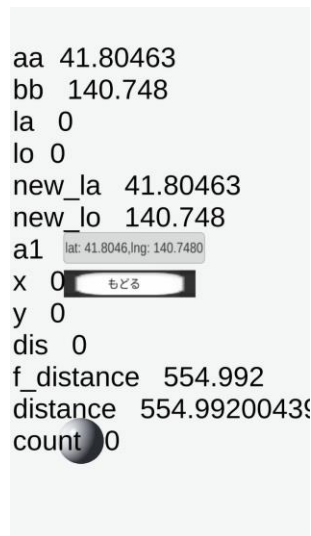 aa 41.80463
bb 140.748
la 0
lo 0
new_la 41.80463
new_lo 140.748
a1 lat: 41.8046,lng: 140.7480
x 0 もどる
y 0
dis 0
f_distance 554.992
distance 554.99200439
count 0